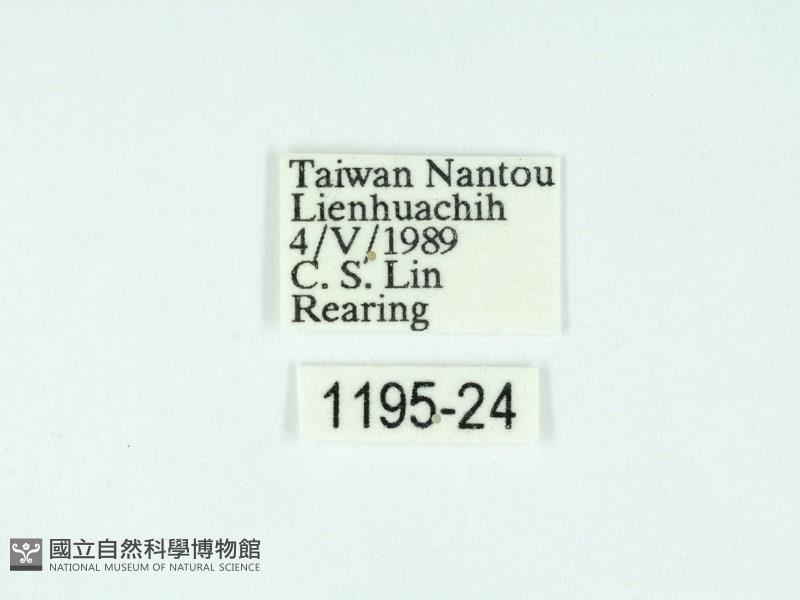 Taiwan Nantou
Lienhuachih
4/V/1989
C. S. Lin
Rearing
1195-24
國立自然科學博物館
NATIONAL MUSEUM OF NATURAL SCIENCE